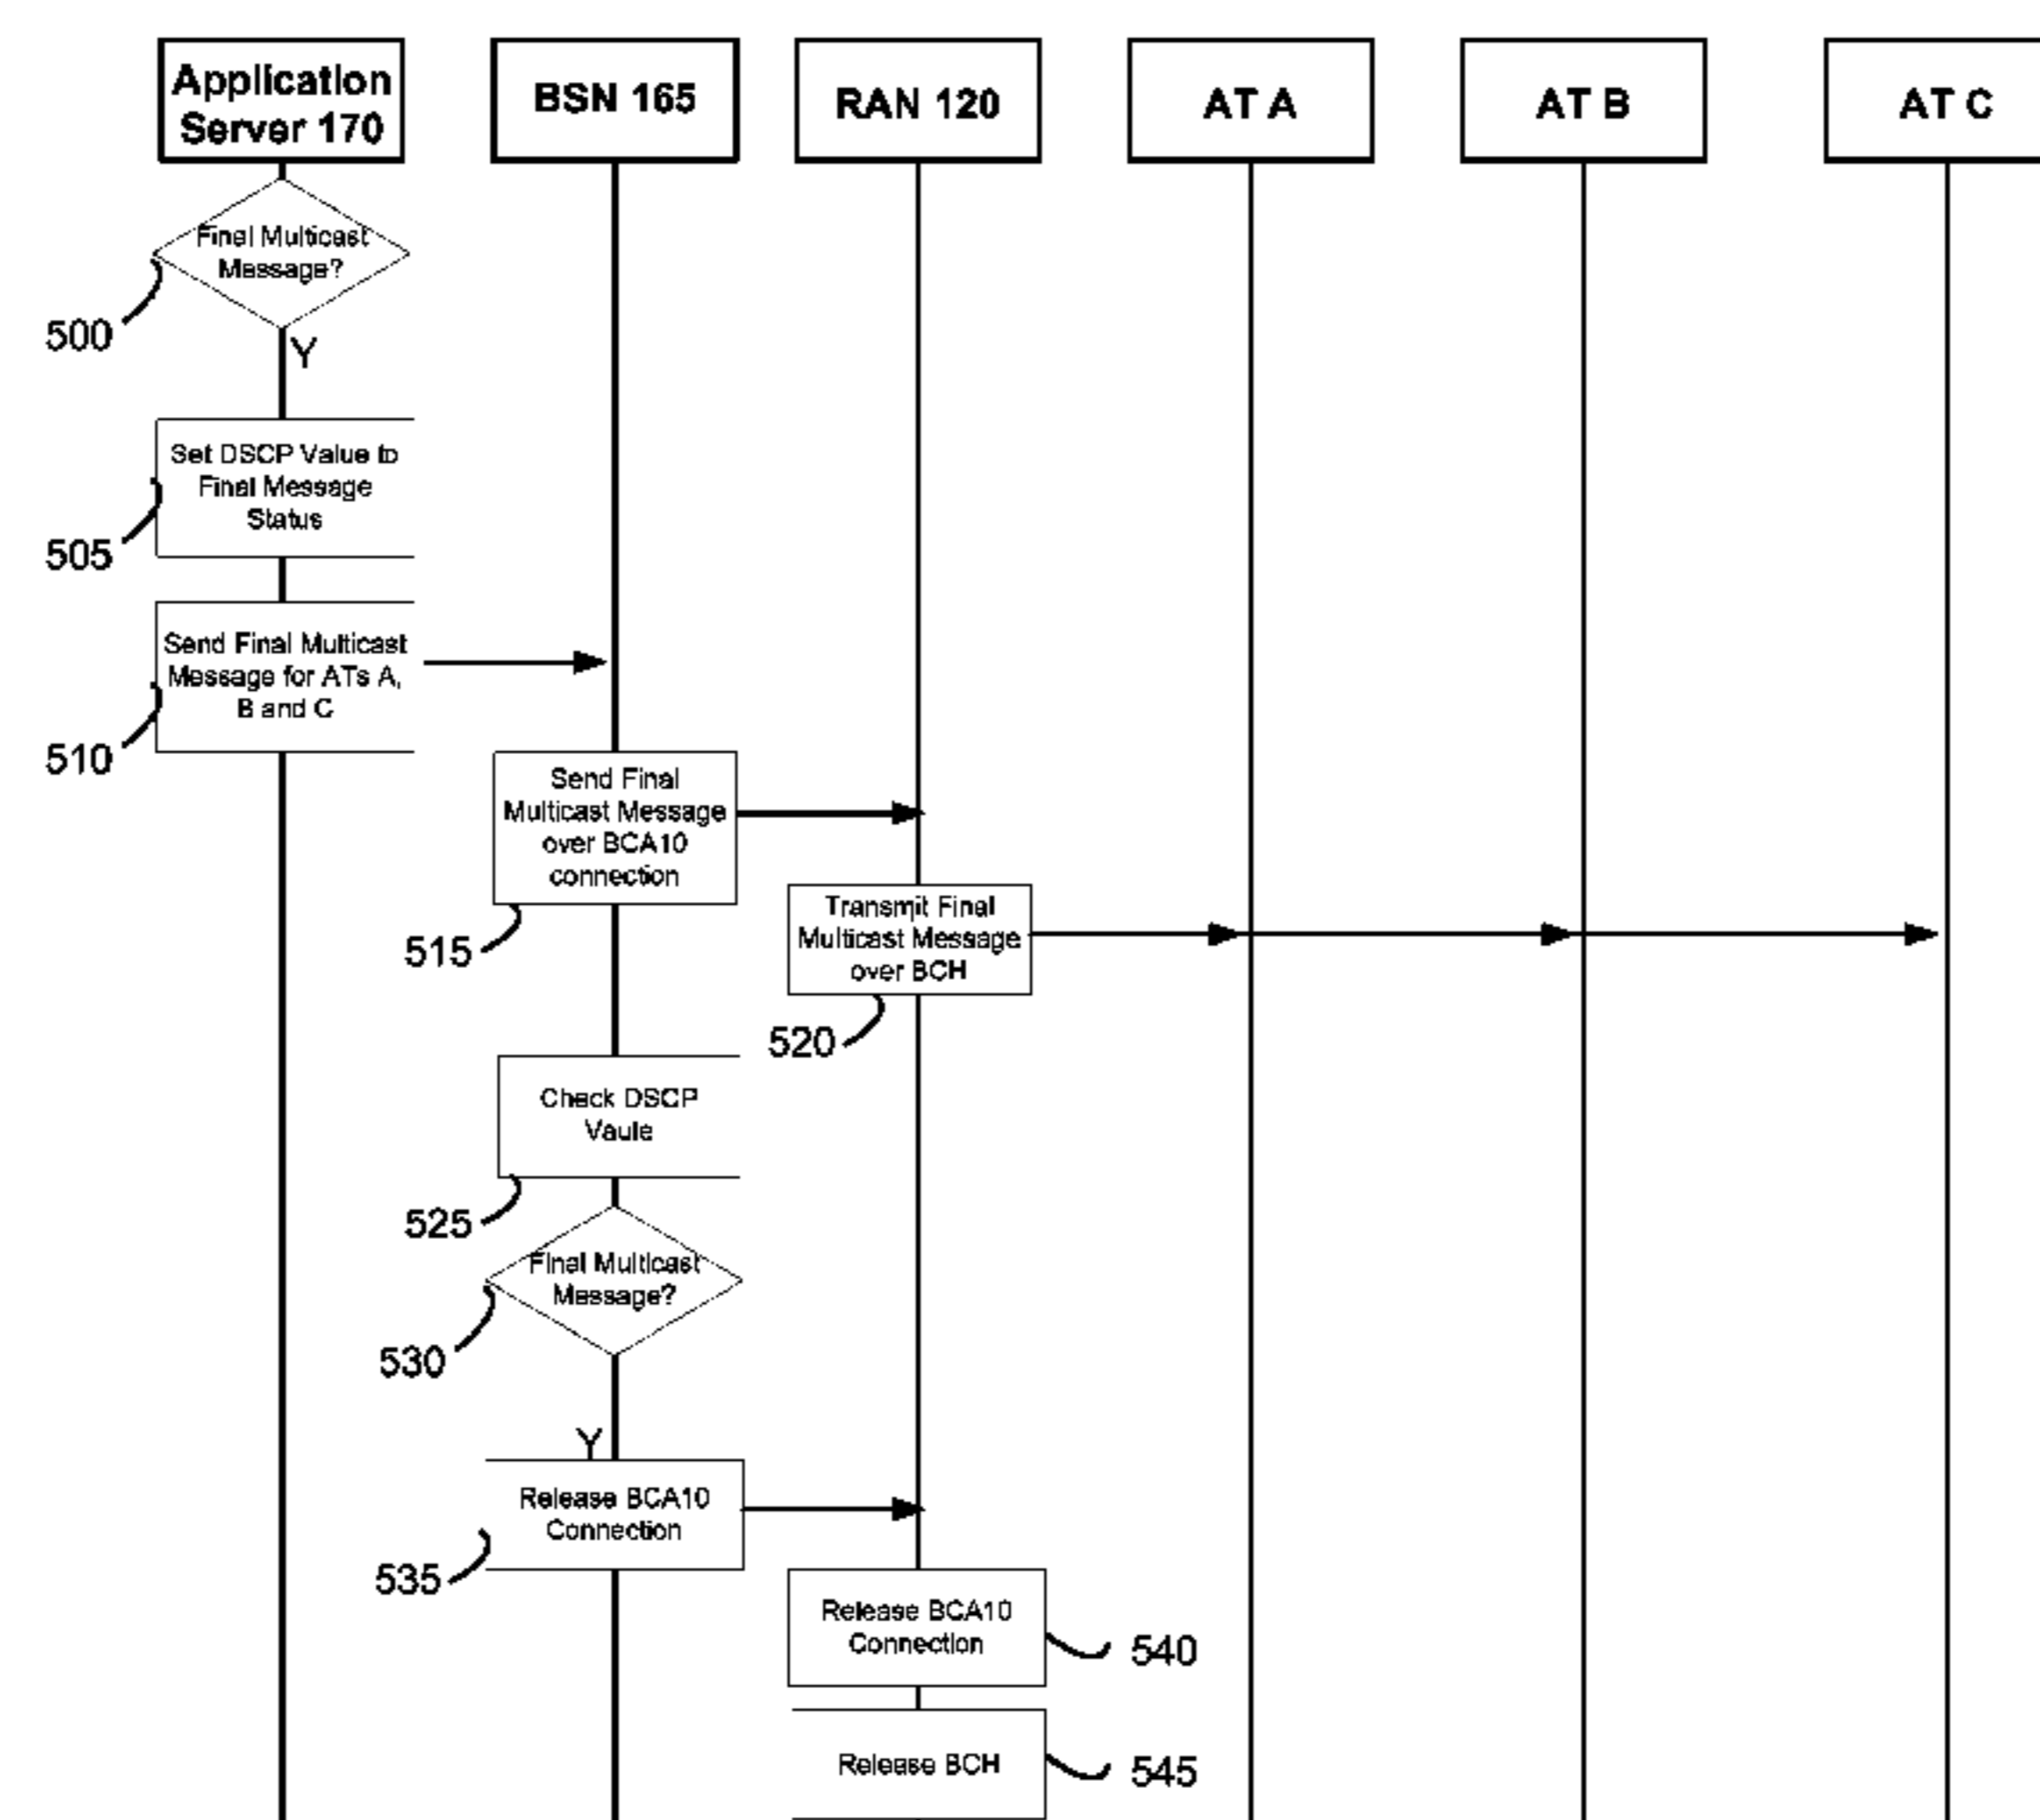 Application
Server 170
BSN 165
RAN 120
AT A
AT B
AT C
Final Multicast
Message?
500
Y
Set DSCP Value to
Final Message
Status
505
Send Final Multicast
Message for ATs A,
B and C
510
Send Final
Multicast Message
over BCA10
connection
515
Transmit Final
Multicast Message
over BCH
520
Check DSCP
Vaule
525
Final Multicast
Message?
530
Y
Release BCA10
Connection
535
Release BCA10
Connection
540
Release BCH
545